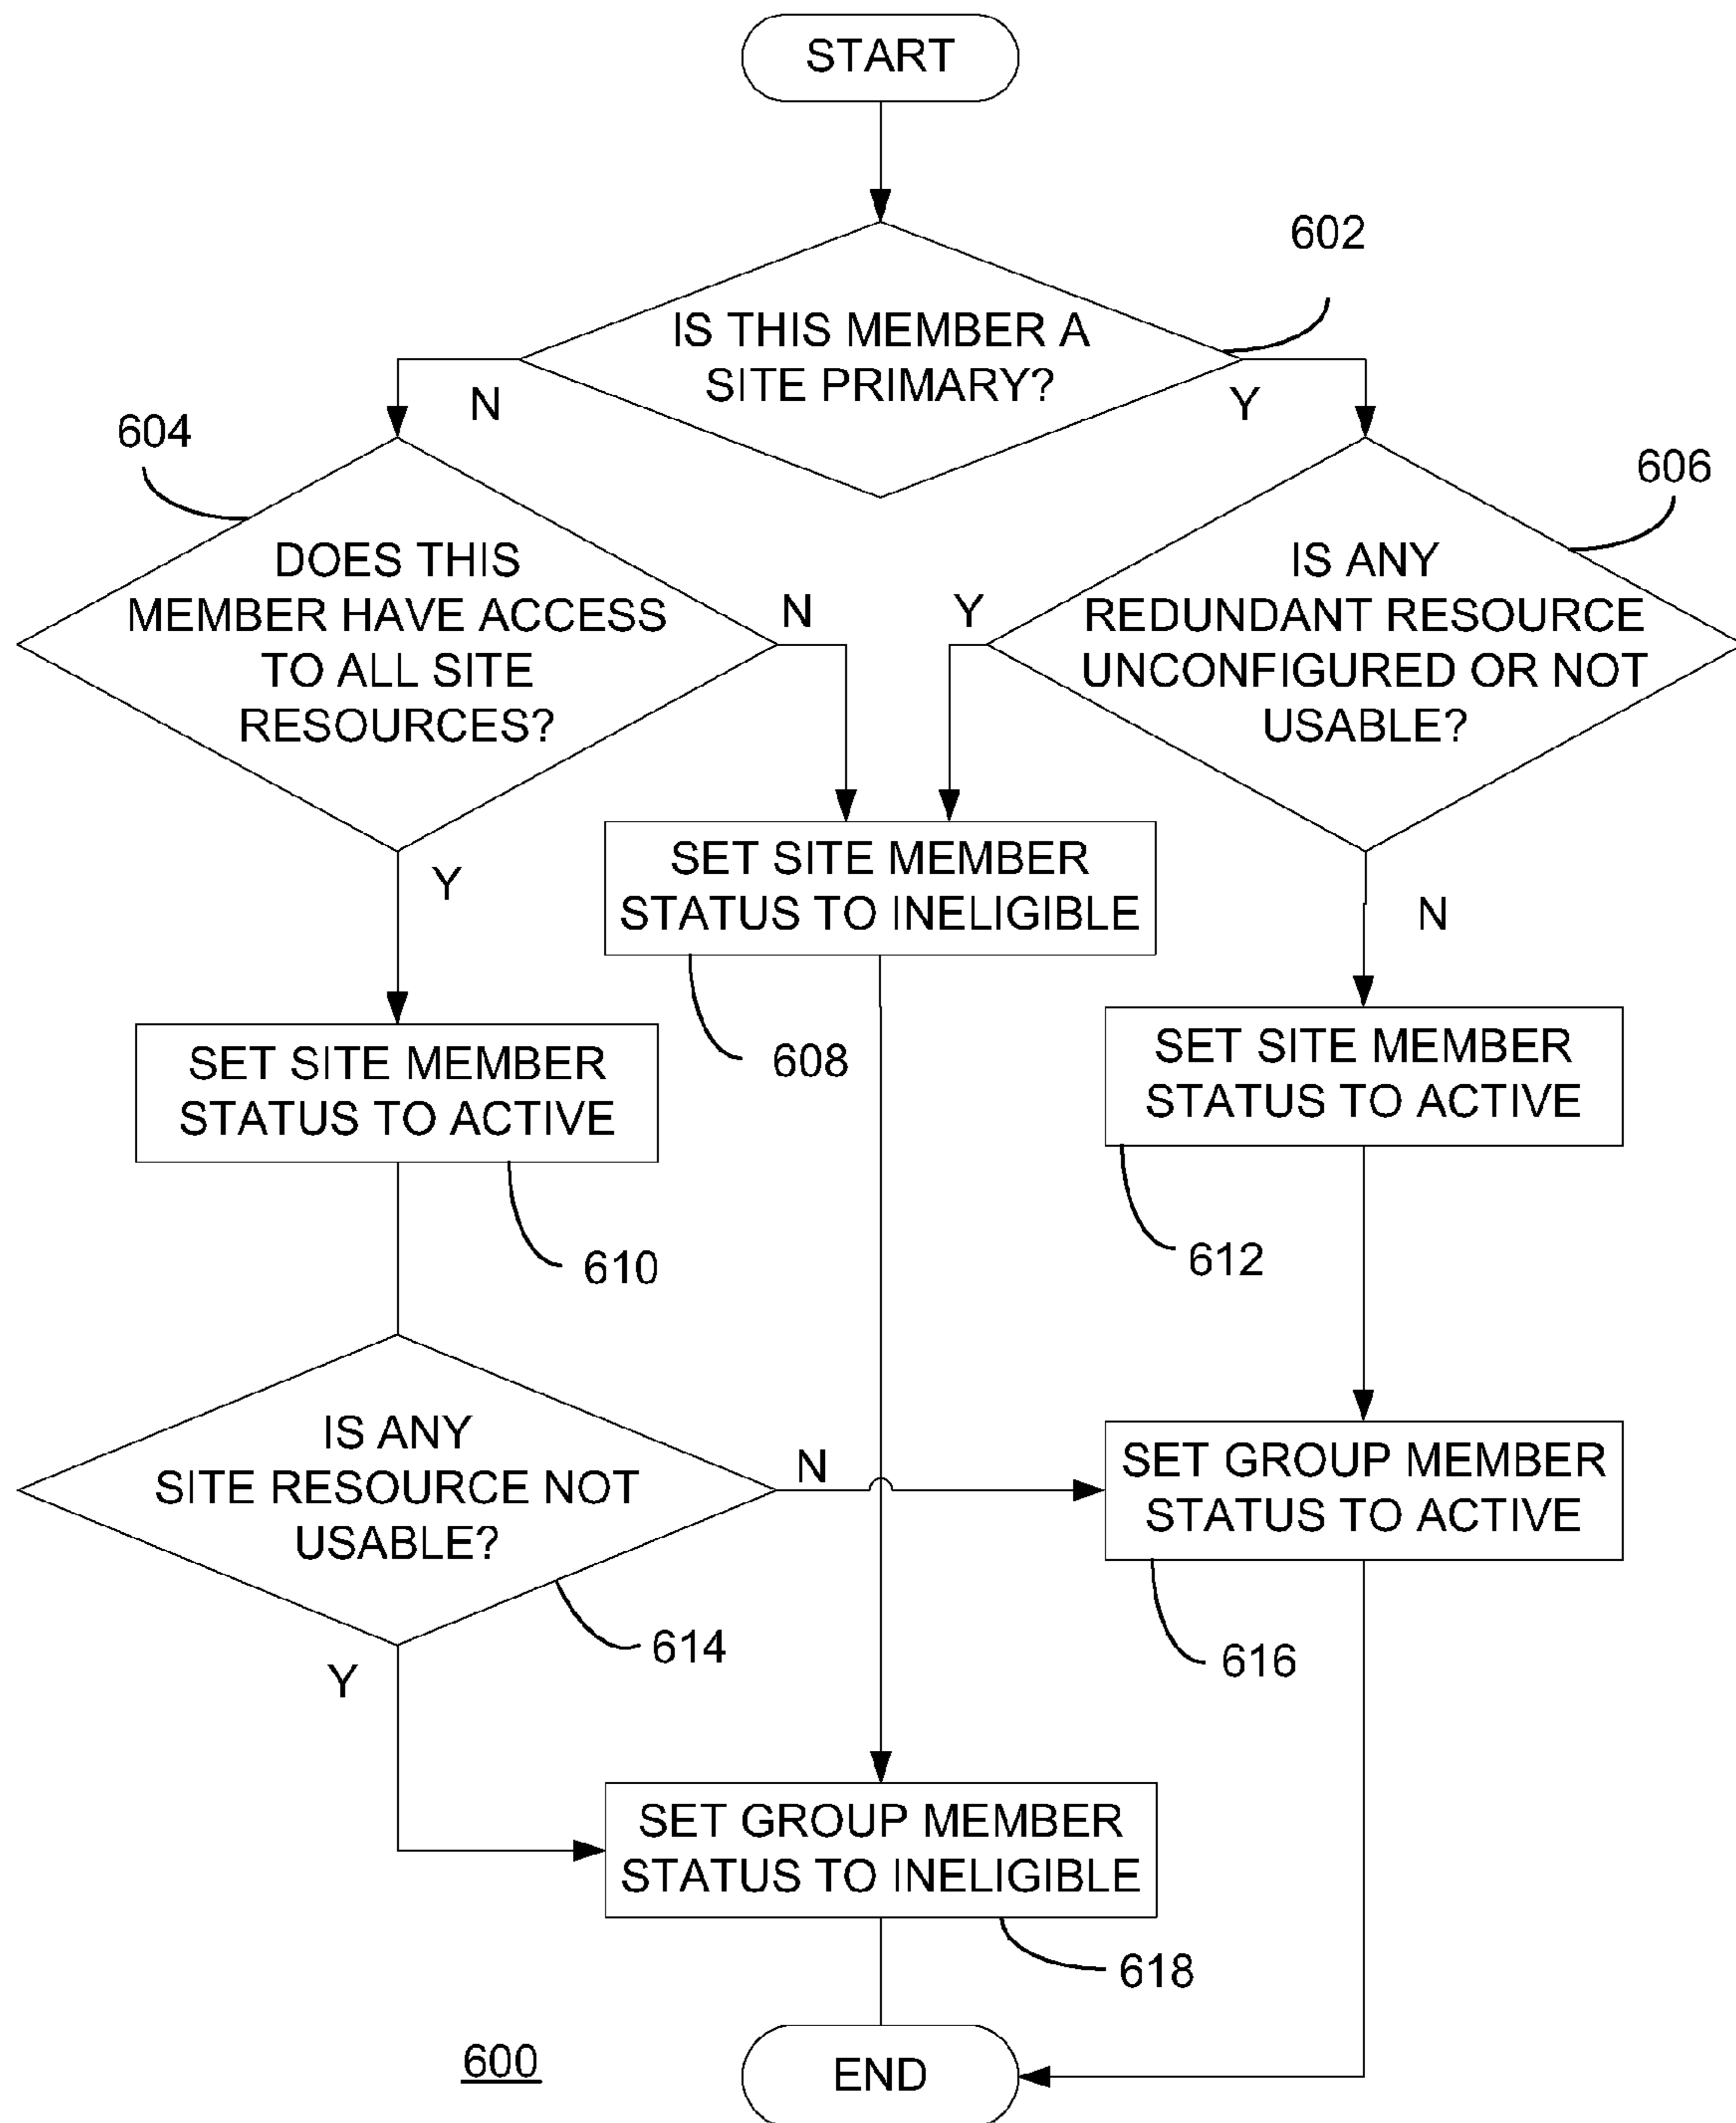 START
602
IS THIS MEMBER A
SITE PRIMARY?
N
Y
604
606
DOES THIS
MEMBER HAVE ACCESS
TO ALL SITE
RESOURCES?
N
Y
IS ANY
REDUNDANT RESOURCE
UNCONFIGURED OR NOT
USABLE?
Y
SET SITE MEMBER
STATUS TO INELIGIBLE
N
608
SET SITE MEMBER
STATUS TO ACTIVE
610
SET SITE MEMBER
STATUS TO ACTIVE
612
IS ANY
SITE RESOURCE NOT
USABLE?
N
SET GROUP MEMBER
STATUS TO ACTIVE
614
616
Y
SET GROUP MEMBER
STATUS TO INELIGIBLE
618
600
END